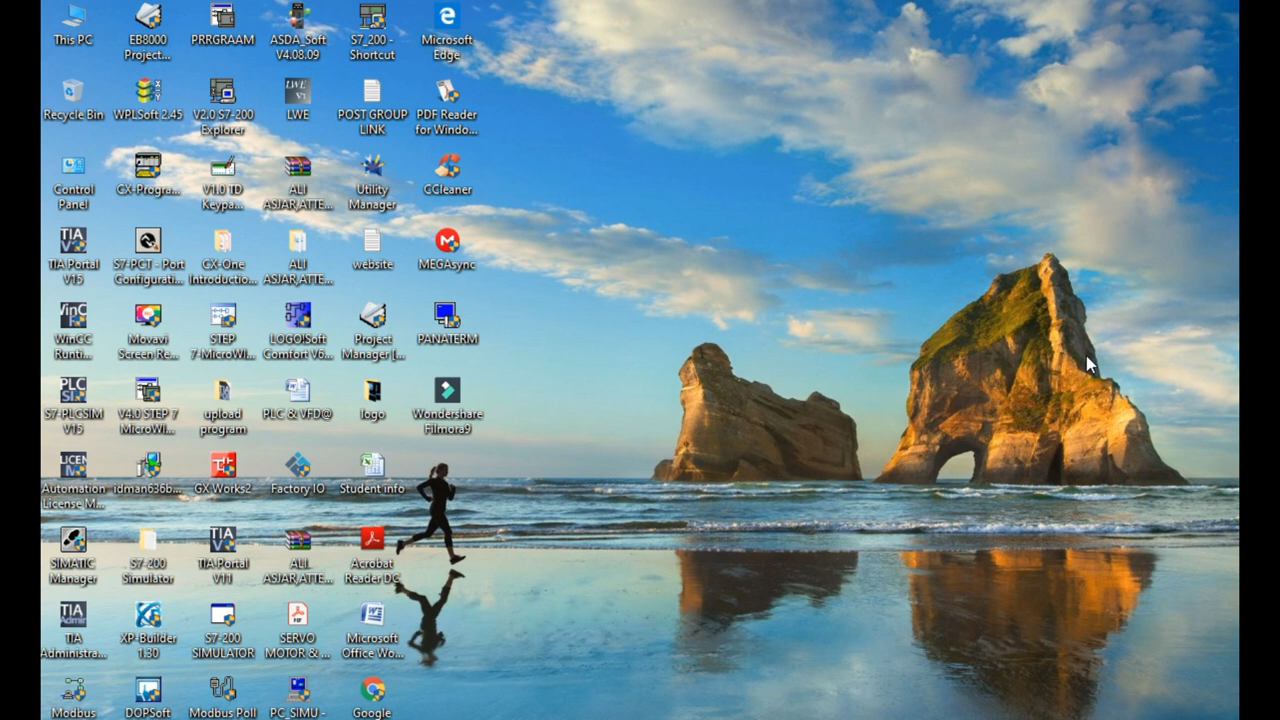 This PC
EB8000
Project...
PRRGRAAM
ASDA_Soft
V4.08.09
S7_200 -
Shortcut
Microsoft
Edge
Recycle Bin
WPLSoft 2.45
V2.0 S7-200
Explorer
LWE
POST GROUP
LINK
PDF Reader
for Windo...
Control
Panel
CX-Progra...
V1.0 TD
Keypa...
ALI
ASJAR,ATTE...
Utility
Manager
CCleaner
TIA Portal
V15
S7-PCT - Port
Configurati...
CX-One
Introductio...
ALI
ASJAR,ATTE...
website
MEGAsync
WinCC
Runti...
Movavi
Screen Re...
STEP
7-MicroWI...
LOGO!Soft
Comfort V6...
Project
Manager [...
PANATERM
S7-PLCSIM
V15
V4.0 STEP 7
MicroWI...
upload
program
PLC & VFD@
logo
Wondershare
Filmora9
Automation
License M...
idman636b...
GX Works2
Factory IO
Student info
SIMATIC
Manager
S7-200
Simulator
TIA Portal
V11
ALI
ASJAR,ATTE...
Acrobat
Reader DC
TIA
Administra...
XP-Builder
1.30
S7-200
SIMULATOR
SERVO
MOTOR & ...
Microsoft
Office Wo...
Modbus
DOPSoft
Modbus Poll
PC_SIMU -
Google